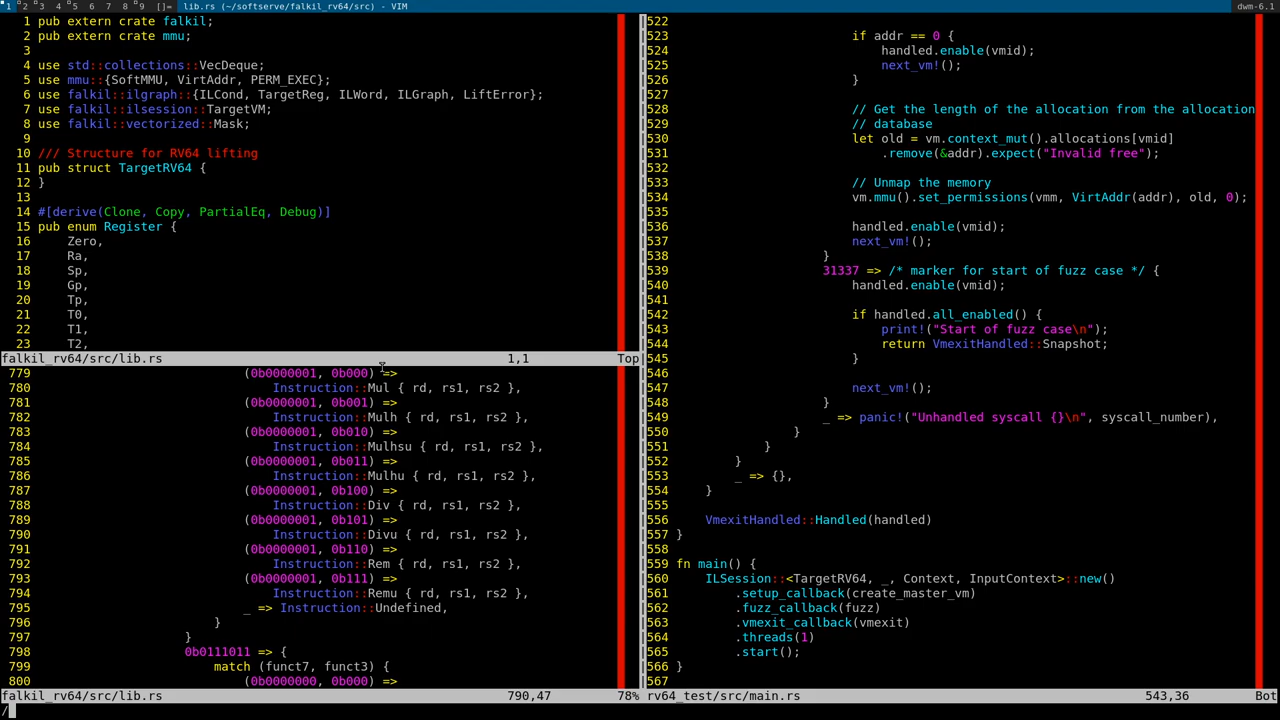 1 2 3 4 5 6 7 8 9 []= lib.rs (~/softserve/falkil_rv64/src) - VIM dwm-6.1
1 pub extern crate falkil;
2 pub extern crate mmu;
3
4 use std::collections::VecDeque;
5 use mmu::{SoftMMU, VirtAddr, PERM_EXEC};
6 use falkil::ilgraph::{ILCond, TargetReg, ILWord, ILGraph, LiftError};
7 use falkil::ilsession::TargetVM;
8 use falkil::vectorized::Mask;
9
10 /// Structure for RV64 lifting
11 pub struct TargetRV64 {
12 }
13
14 #[derive(Clone, Copy, PartialEq, Debug)]
15 pub enum Register {
16     Zero,
17     Ra,
18     Sp,
19     Gp,
20     Tp,
21     T0,
22     T1,
23     T2,
falkil_rv64/src/lib.rs 1,1 Top
779 (0b0000001, 0b000) =>
780     Instruction::Mul { rd, rs1, rs2 },
781 (0b0000001, 0b001) =>
782     Instruction::Mulh { rd, rs1, rs2 },
783 (0b0000001, 0b010) =>
784     Instruction::Mulhsu { rd, rs1, rs2 },
785 (0b0000001, 0b011) =>
786     Instruction::Mulhu { rd, rs1, rs2 },
787 (0b0000001, 0b100) =>
788     Instruction::Div { rd, rs1, rs2 },
789 (0b0000001, 0b101) =>
790     Instruction::Divu { rd, rs1, rs2 },
791 (0b0000001, 0b110) =>
792     Instruction::Rem { rd, rs1, rs2 },
793 (0b0000001, 0b111) =>
794     Instruction::Remu { rd, rs1, rs2 },
795 _ => Instruction::Undefined,
796 }
797 }
798 0b0111011 => {
799 match (funct7, funct3) {
800 (0b0000000, 0b000) =>
falkil_rv64/src/lib.rs 790,47 78%
/
522
523 if addr == 0 {
524     handled.enable(vmid);
525     next_vm!();
526 }
527
528 // Get the length of the allocation from the allocation
529 // database
530 let old = vm.context_mut().allocations[vmid]
531     .remove(&addr).expect("Invalid free");
532
533 // Unmap the memory
534 vm.mmu().set_permissions(vmm, VirtAddr(addr), old, 0);
535
536 handled.enable(vmid);
537 next_vm!();
538 }
539 31337 => /* marker for start of fuzz case */ {
540     handled.enable(vmid);
541
542     if handled.all_enabled() {
543         print!("Start of fuzz case\n");
544         return VmexitHandled::Snapshot;
545     }
546
547     next_vm!();
548 }
549 _ => panic!("Unhandled syscall {}\n", syscall_number),
550 }
551 }
552 }
553 _ => {},
554 }
555
556 VmexitHandled::Handled(handled)
557 }
558
559 fn main() {
560     ILSession::<TargetRV64, _, Context, InputContext>::new()
561         .setup_callback(create_master_vm)
562         .fuzz_callback(fuzz)
563         .vmexit_callback(vmexit)
564         .threads(1)
565         .start();
566 }
567
rv64_test/src/main.rs 543,36 Bot